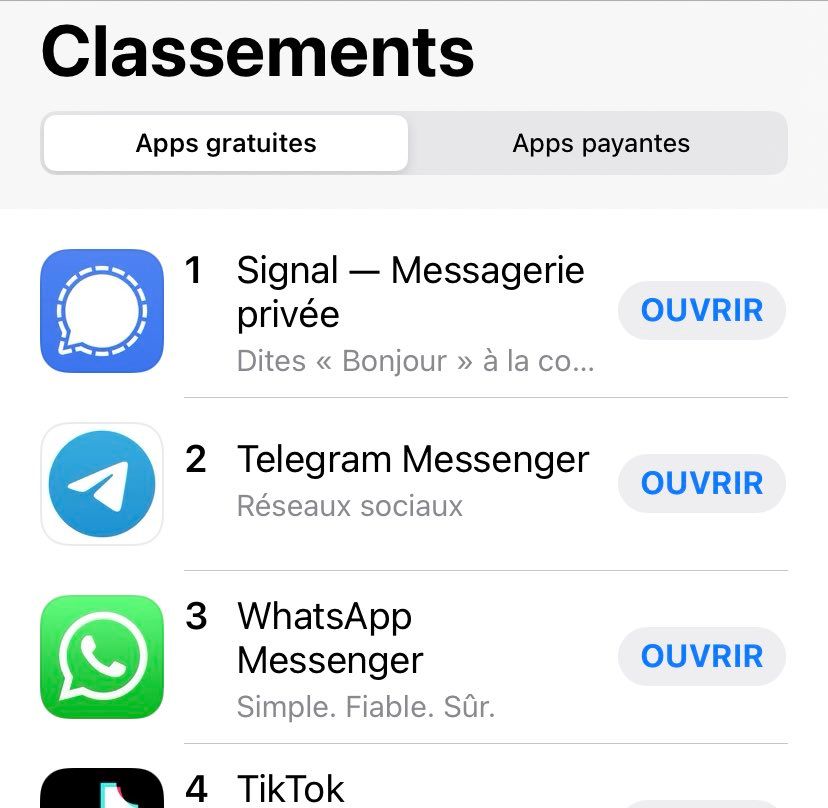 Classements
Apps gratuites
Apps payantes
1
Signal — Messagerie
privée
Dites « Bonjour » à la co...
OUVRIR
2
Telegram Messenger
Réseaux sociaux
OUVRIR
3
WhatsApp
Messenger
Simple. Fiable. Sûr.
OUVRIR
4
TikTok